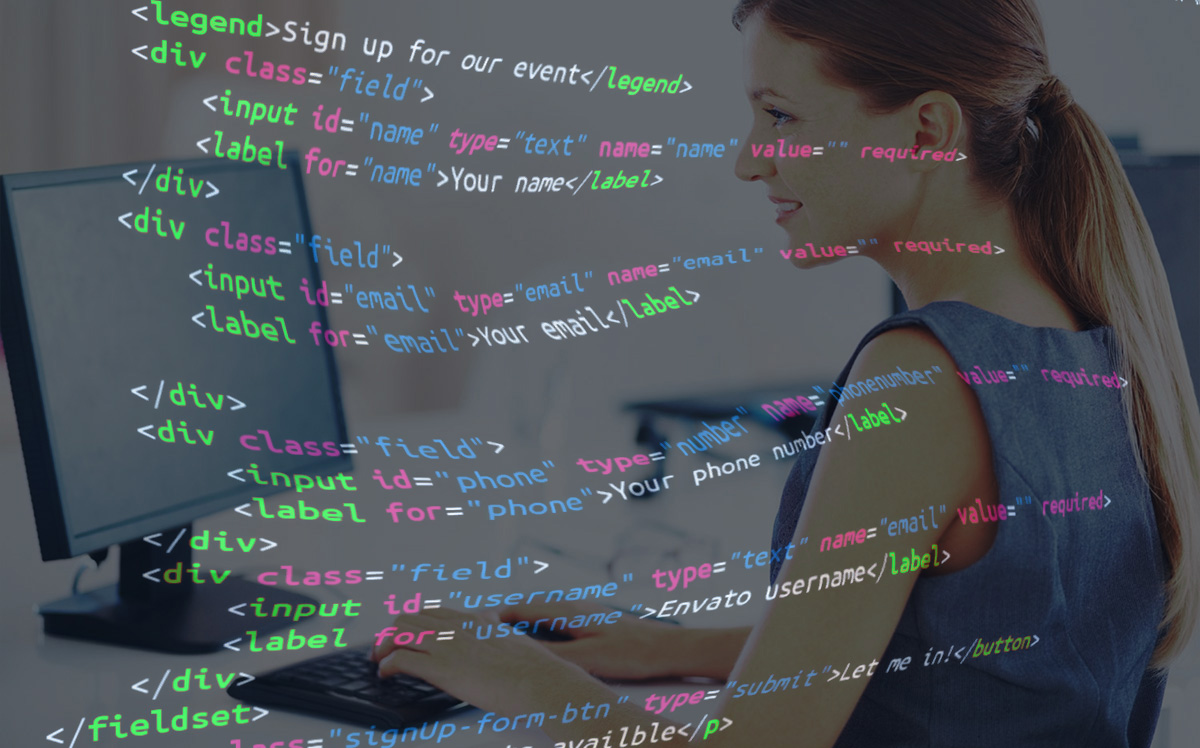 <legend>Sign up for our event</legend>
<div class="field">
<input id="name" type="text" name="name" value="" required>
<label for="name">Your name</label>
</div>
<div class="field">
<input id="email" type="email" name="email" value="" required>
<label for="email">Your email</label>
</div>
<div class="field">
<input id="phone" type="number" name="phonenumber" value="" required>
<label for="phone">Your phone number</label>
</div>
<div class="field">
<input id="username" type="text" name="email" value="" required>
<label for="username">Envato username</label>
</div>
</fieldset>
"signUp-form-btn" type="submit">Let me in!</button>
availble</p>